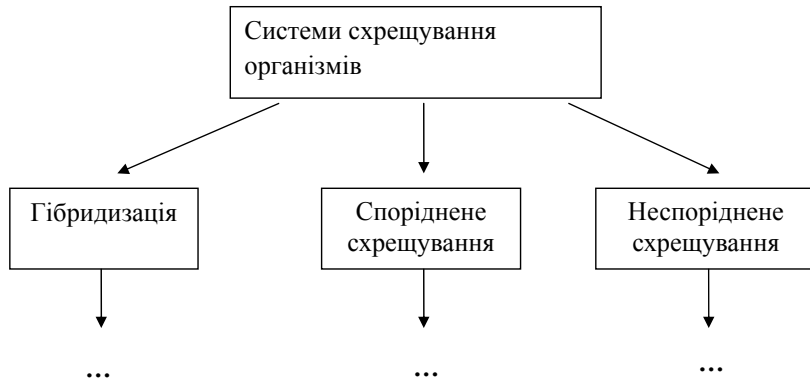 Системи схрещування
організмів
Гібридизація
Споріднене
схрещування
Неспоріднене
схрещування
...
...
...